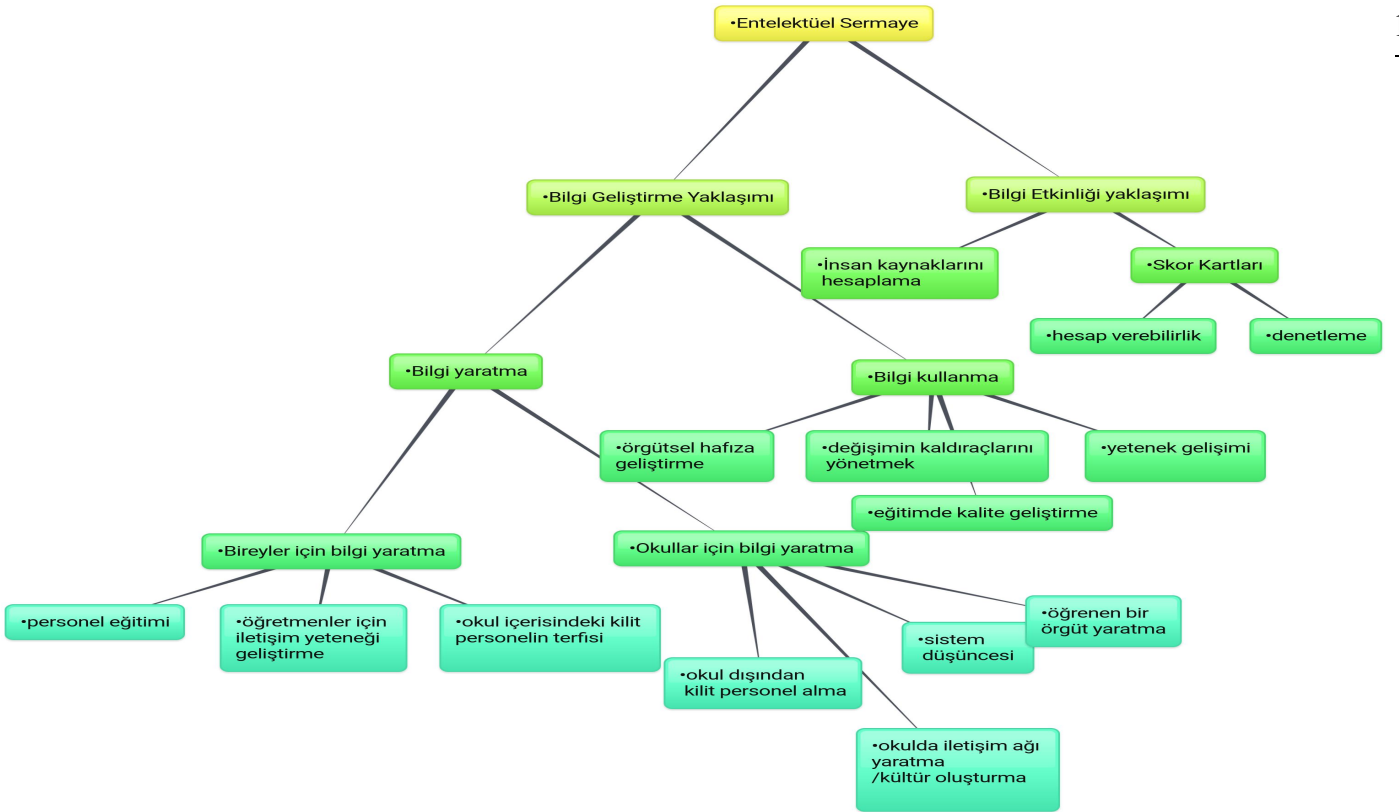 •Entelektüel Sermaye
•Bilgi Geliştirme Yaklaşımı
•Bilgi Etkinliği yaklaşımı
•İnsan kaynaklarını
hesaplama
•Skor Kartları
•hesap verebilirlik
•denetleme
•Bilgi yaratma
•Bilgi kullanma
•örgütsel hafıza
geliştirme
•değişimin kaldıraçlarını
yönetmek
•yetenek gelişimi
•eğitimde kalite geliştirme
•Bireyler için bilgi yaratma
•Okullar için bilgi yaratma
•personel eğitimi
•öğretmenler için
iletişim yeteneği
geliştirme
•okul içerisindeki kilit
personelin terfisi
•okul dışından
kilit personel alma
•sistem
düşüncesi
•öğrenen bir
örgüt yaratma
•okulda iletişim ağı
yaratma
/kültür oluşturma